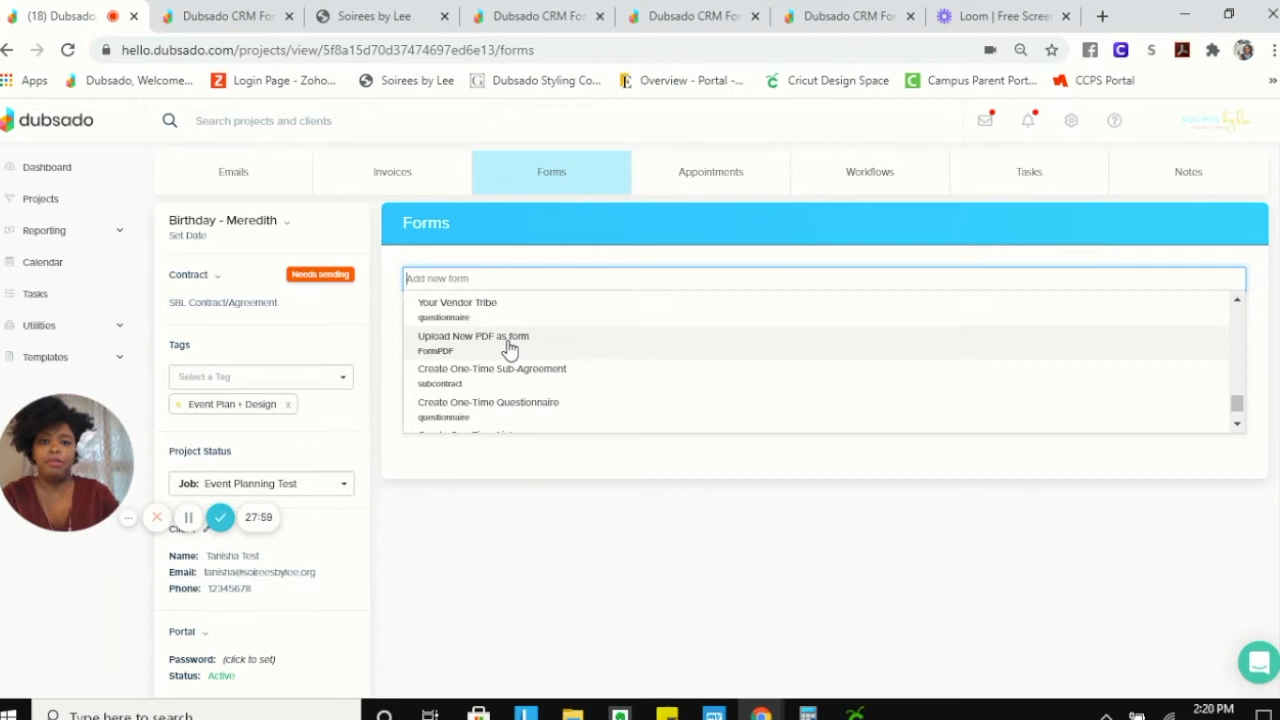 (18) Dubsado
Dubsado CRM For
Soirees by Lee
Dubsado CRM For
Dubsado CRM For
Dubsado CRM For
Loom | Free Screen
hello.dubsado.com/projects/view/5f8a15d70d37474697ed6e13/forms
Apps
Dubsado, Welcome...
Login Page - Zoho...
Soirees by Lee
Dubsado Styling Co...
Overview - Portal -...
Cricut Design Space
Campus Parent Port...
CCPS Portal
»
dubsado
Search projects and clients
soirees by lee
Dashboard
Projects
Reporting
Calendar
Tasks
Utilities
Templates
Emails
Invoices
Forms
Appointments
Workflows
Tasks
Notes
Birthday - Meredith
Set Date
Contract
Needs sending
SBL Contract/Agreement
Tags
Select a Tag
Event Plan + Design x
Project Status
Job: Event Planning Test
27:59
Name: Tanisha Test
Email: tanisha@soireesbylee.org
Phone: 12345678
Portal
Password: (click to set)
Status: Active
Forms
Add new form
Your Vendor Tribe
questionnaire
Upload New PDF as form
FormPDF
Create One-Time Sub-Agreement
subcontract
Create One-Time Questionnaire
questionnaire
Type here to search
2:20 PM